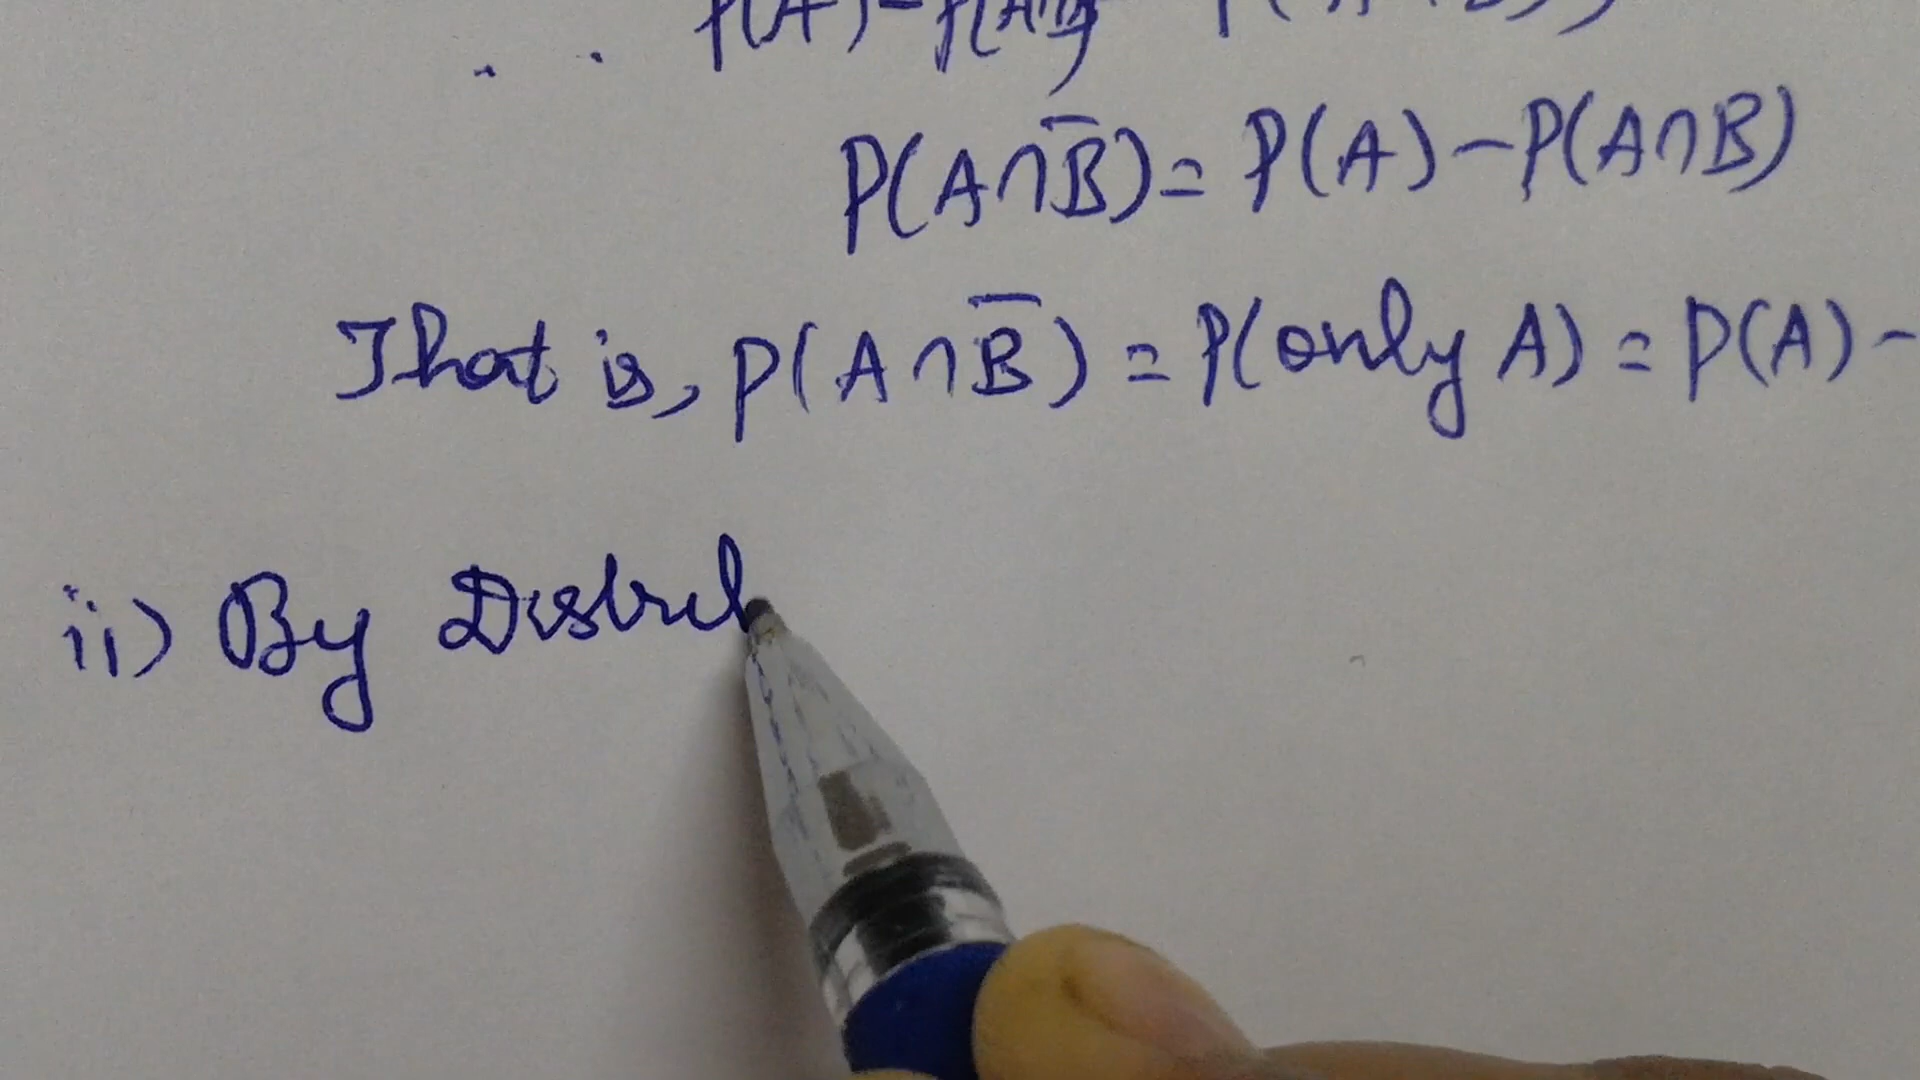 P(A) - P(A∩B)
P(A∩B̅) = P(A) - P(A∩B)
That is, P(A∩B̅) = P(only A) = P(A) -
ii) By Distrib